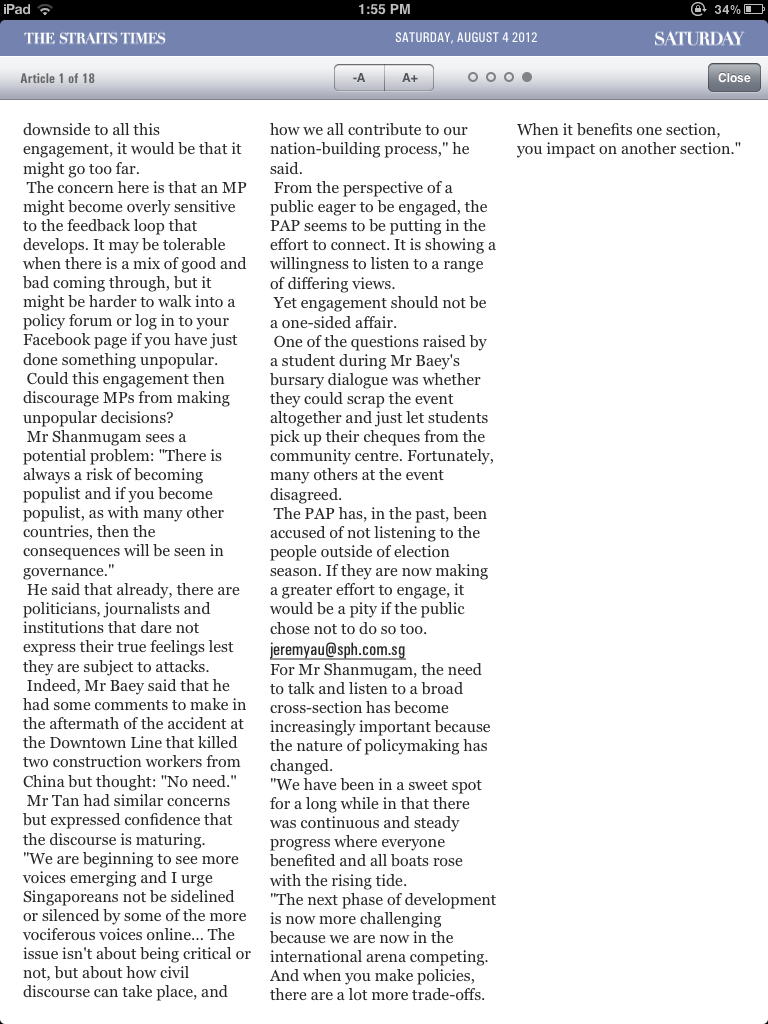 iPad
1:55 PM
34%
THE STRAITS TIMES
SATURDAY, AUGUST 4 2012
SATURDAY
Article 1 of 18
-A
A+
Close
downside to all this
engagement, it would be that it
might go too far.
The concern here is that an MP
might become overly sensitive
to the feedback loop that
develops. It may be tolerable
when there is a mix of good and
bad coming through, but it
might be harder to walk into a
policy forum or log in to your
Facebook page if you have just
done something unpopular.
Could this engagement then
discourage MPs from making
unpopular decisions?
Mr Shanmugam sees a
potential problem: "There is
always a risk of becoming
populist and if you become
populist, as with many other
countries, then the
consequences will be seen in
governance."
He said that already, there are
politicians, journalists and
institutions that dare not
express their true feelings lest
they are subject to attacks.
Indeed, Mr Baey said that he
had some comments to make in
the aftermath of the accident at
the Downtown Line that killed
two construction workers from
China but thought: "No need."
Mr Tan had similar concerns
but expressed confidence that
the discourse is maturing.
"We are beginning to see more
voices emerging and I urge
Singaporeans not be sidelined
or silenced by some of the more
vociferous voices online... The
issue isn't about being critical or
not, but about how civil
discourse can take place, and
how we all contribute to our
nation-building process," he
said.
From the perspective of a
public eager to be engaged, the
PAP seems to be putting in the
effort to connect. It is showing a
willingness to listen to a range
of differing views.
Yet engagement should not be
a one-sided affair.
One of the questions raised by
a student during Mr Baey's
bursary dialogue was whether
they could scrap the event
altogether and just let students
pick up their cheques from the
community centre. Fortunately,
many others at the event
disagreed.
The PAP has, in the past, been
accused of not listening to the
people outside of election
season. If they are now making
a greater effort to engage, it
would be a pity if the public
chose not to do so too.
jeremyau@sph.com.sg
For Mr Shanmugam, the need
to talk and listen to a broad
cross-section has become
increasingly important because
the nature of policymaking has
changed.
"We have been in a sweet spot
for a long while in that there
was continuous and steady
progress where everyone
benefited and all boats rose
with the rising tide.
"The next phase of development
is now more challenging
because we are now in the
international arena competing.
And when you make policies,
there are a lot more trade-offs.
When it benefits one section,
you impact on another section."